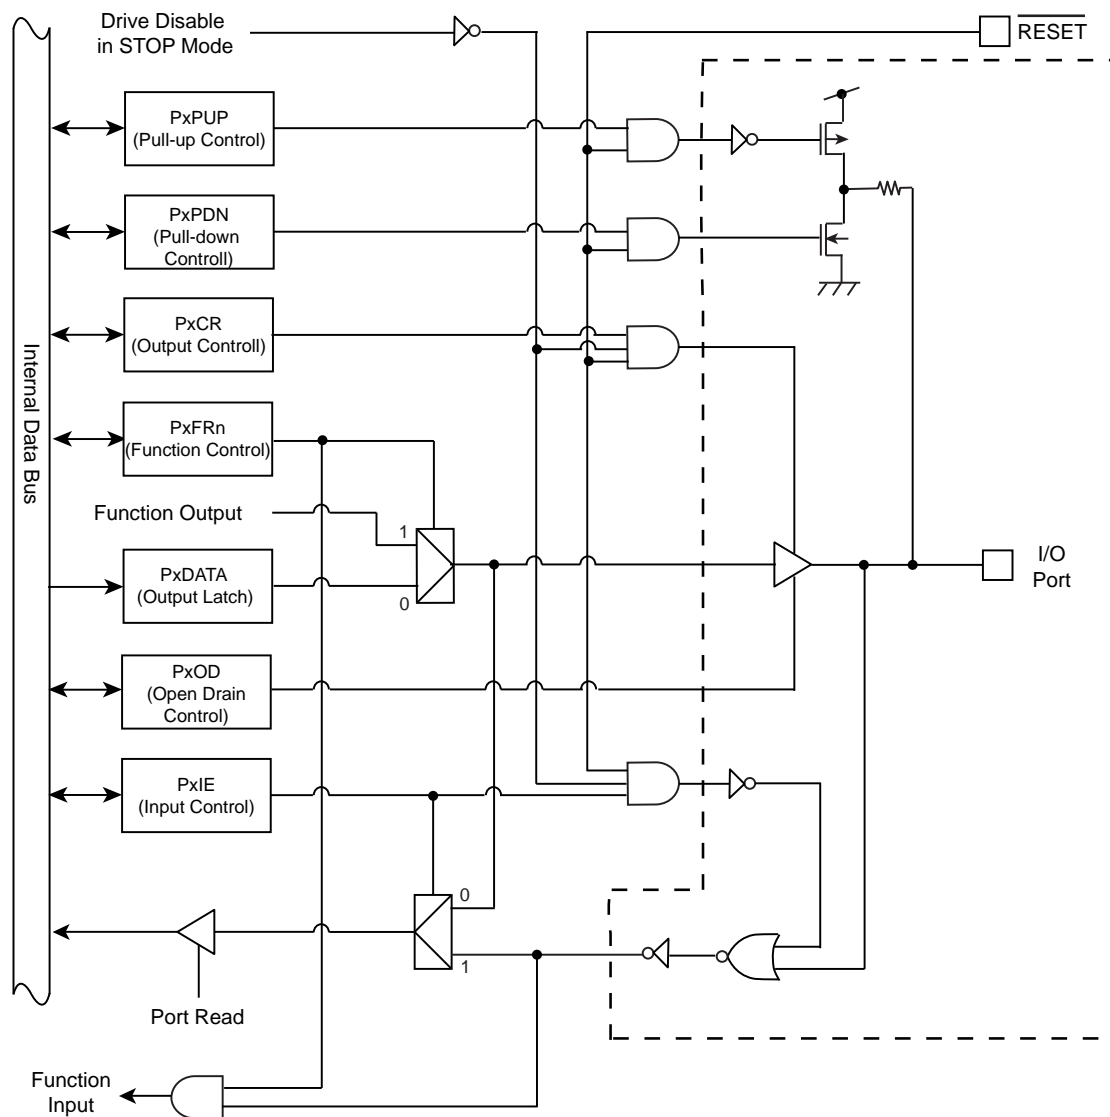 Drive Disable
in STOP Mode
RESET
PxPUP
(Pull-up Control)
PxPDN
(Pull-down
Controll)
PxCR
(Output Controll)
Internal Data Bus
PxFRn
(Function Control)
Function Output
1
0
PxDATA
(Output Latch)
I/O
Port
PxOD
(Open Drain
Control)
PxIE
(Input Control)
0
1
Port Read
Function
Input